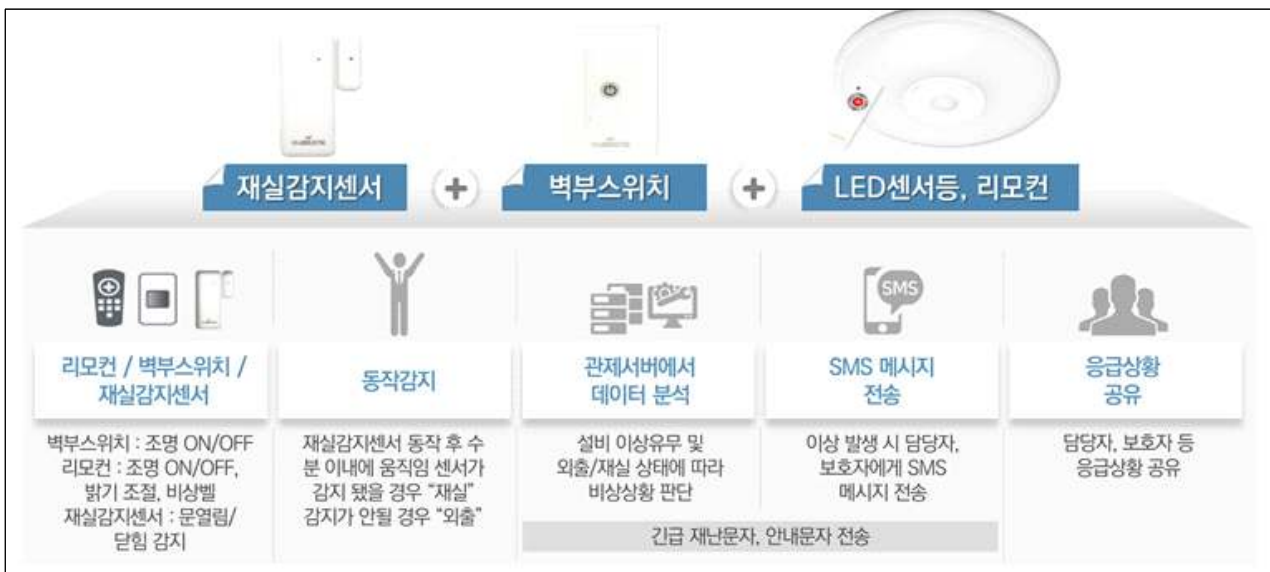 재실감지센서
벽부스위치
LED센서등, 리모컨
SMS
리모컨 / 벽부스위치 /
재실감지센서
벽부스위치 : 조명 ON/OFF
리모컨 : 조명 ON/OFF,
밝기 조절, 비상벨
재실감지센서 : 문열림/
닫힘 감지
동작감지
재실감지센서 동작 후 수
분 이내에 움직임 센서가
감지 됐을 경우 “재실”
감지가 안될 경우 “외출”
관제서버에서
데이터 분석
설비 이상유무 및
외출/재실 상태에 따라
비상상황 판단
SMS 메시지
전송
이상 발생 시 담당자,
보호자에게 SMS
메시지 전송
긴급 재난문자, 안내문자 전송
응급상황
공유
담당자, 보호자 등
응급상황 공유